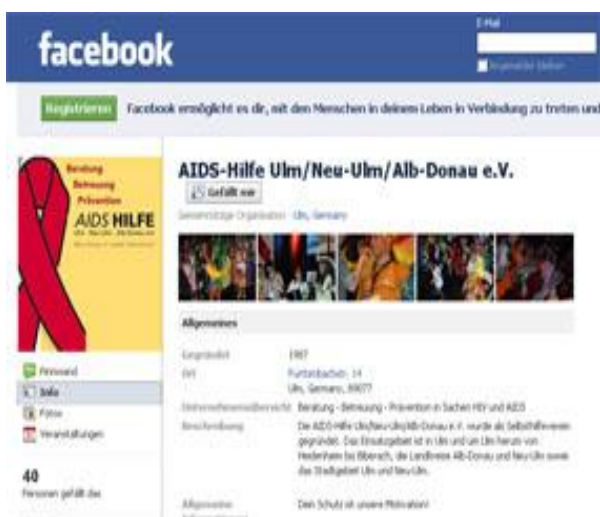 facebook
E-Mail
Angemeldet bleiben
Registrieren
Facebook ermöglicht es dir, mit den Menschen in deinem Leben in Verbindung zu treten und
Beratung
Betreuung
Prävention
AIDS HILFE
AIDS-Hilfe Ulm/Neu-Ulm/Alb-Donau e.V.
Gefällt mir
Gemeinnützige Organisation · Ulm, Germany
Allgemeines
Gegründet 1987
Ort Furttenbachstr. 14
Ulm, Germany, 89077
Unternehmensübersicht Beratung - Betreuung - Prävention in Sachen HIV und AIDS
Beschreibung Die AIDS-Hilfe Ulm/Neu-Ulm/Alb-Donau e.V. wurde als Selbsthilfeverein
gegründet. Das Einsatzgebiet ist in Ulm und um Ulm herum von
Heidenheim bis Biberach, die Landkreise Alb-Donau und Neu-Ulm sowie
das Stadtgebiet Ulm und Neu-Ulm.
Allgemeine Dein Schutz ist unsere Motivation!
Pinnwand
Info
Fotos
Veranstaltungen
40
Personen gefällt das